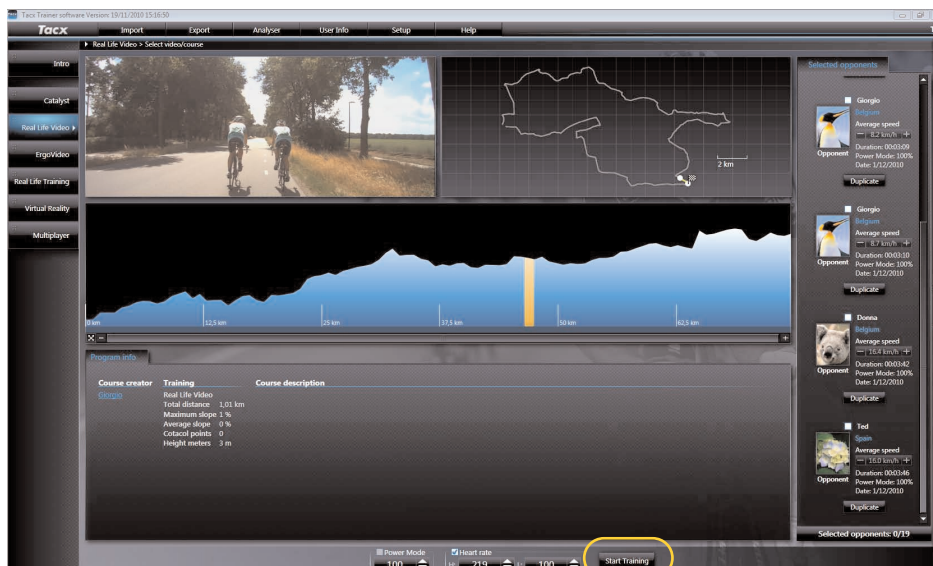 Tacx Trainer software Version: 19/11/2010 15:16:50
Tacx Import Export Analyser User Info Setup Help
Real Life Video > Select video/course
Intro
Catalyst
Real Life Video
ErgoVideo
Real Life Training
Virtual Reality
Multiplayer
2 km
0 km 12,5 km 25 km 37,5 km 50 km 62,5 km
Program info
Course creator Training Course description
Giorgio Real Life Video
Total distance 1,01 km
Maximum slope 1 %
Average slope 0 %
Cotacol points 0
Height meters 3 m
Selected opponents
Giorgio
Belgium
Average speed
8.2 km/h
Opponent
Duration: 00:03:09
Power Mode: 100%
Date: 1/12/2010
Duplicate
Giorgio
Belgium
Average speed
8.7 km/h
Opponent
Duration: 00:03:10
Power Mode: 100%
Date: 1/12/2010
Duplicate
Donna
Belgium
Average speed
16.4 km/h
Opponent
Duration: 00:03:42
Power Mode: 100%
Date: 1/12/2010
Duplicate
Ted
Spain
Average speed
16.0 km/h
Opponent
Duration: 00:03:46
Power Mode: 100%
Date: 1/12/2010
Duplicate
Selected opponents: 0/19
Power Mode Heart rate
100 219 100 Start Training